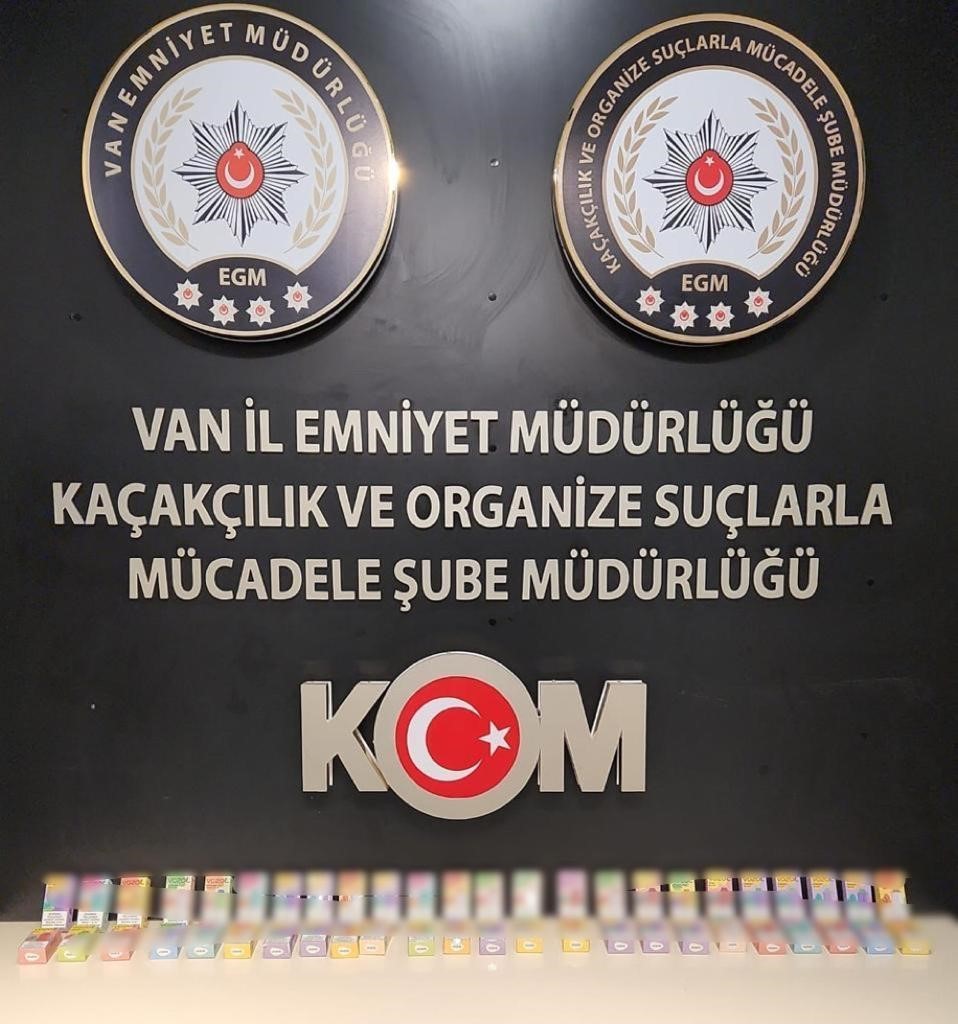 VAN EMNİYET MÜDÜRLÜĞÜ
EGM
KAÇAKÇILIK VE ORGANİZE SUÇLARLA MÜCADELE ŞUBE MÜDÜRLÜĞÜ
EGM
VAN İL EMNİYET MÜDÜRLÜĞÜ
KAÇAKÇILIK VE ORGANİZE SUÇLARLA
MÜCADELE ŞUBE MÜDÜRLÜĞÜ
KOM